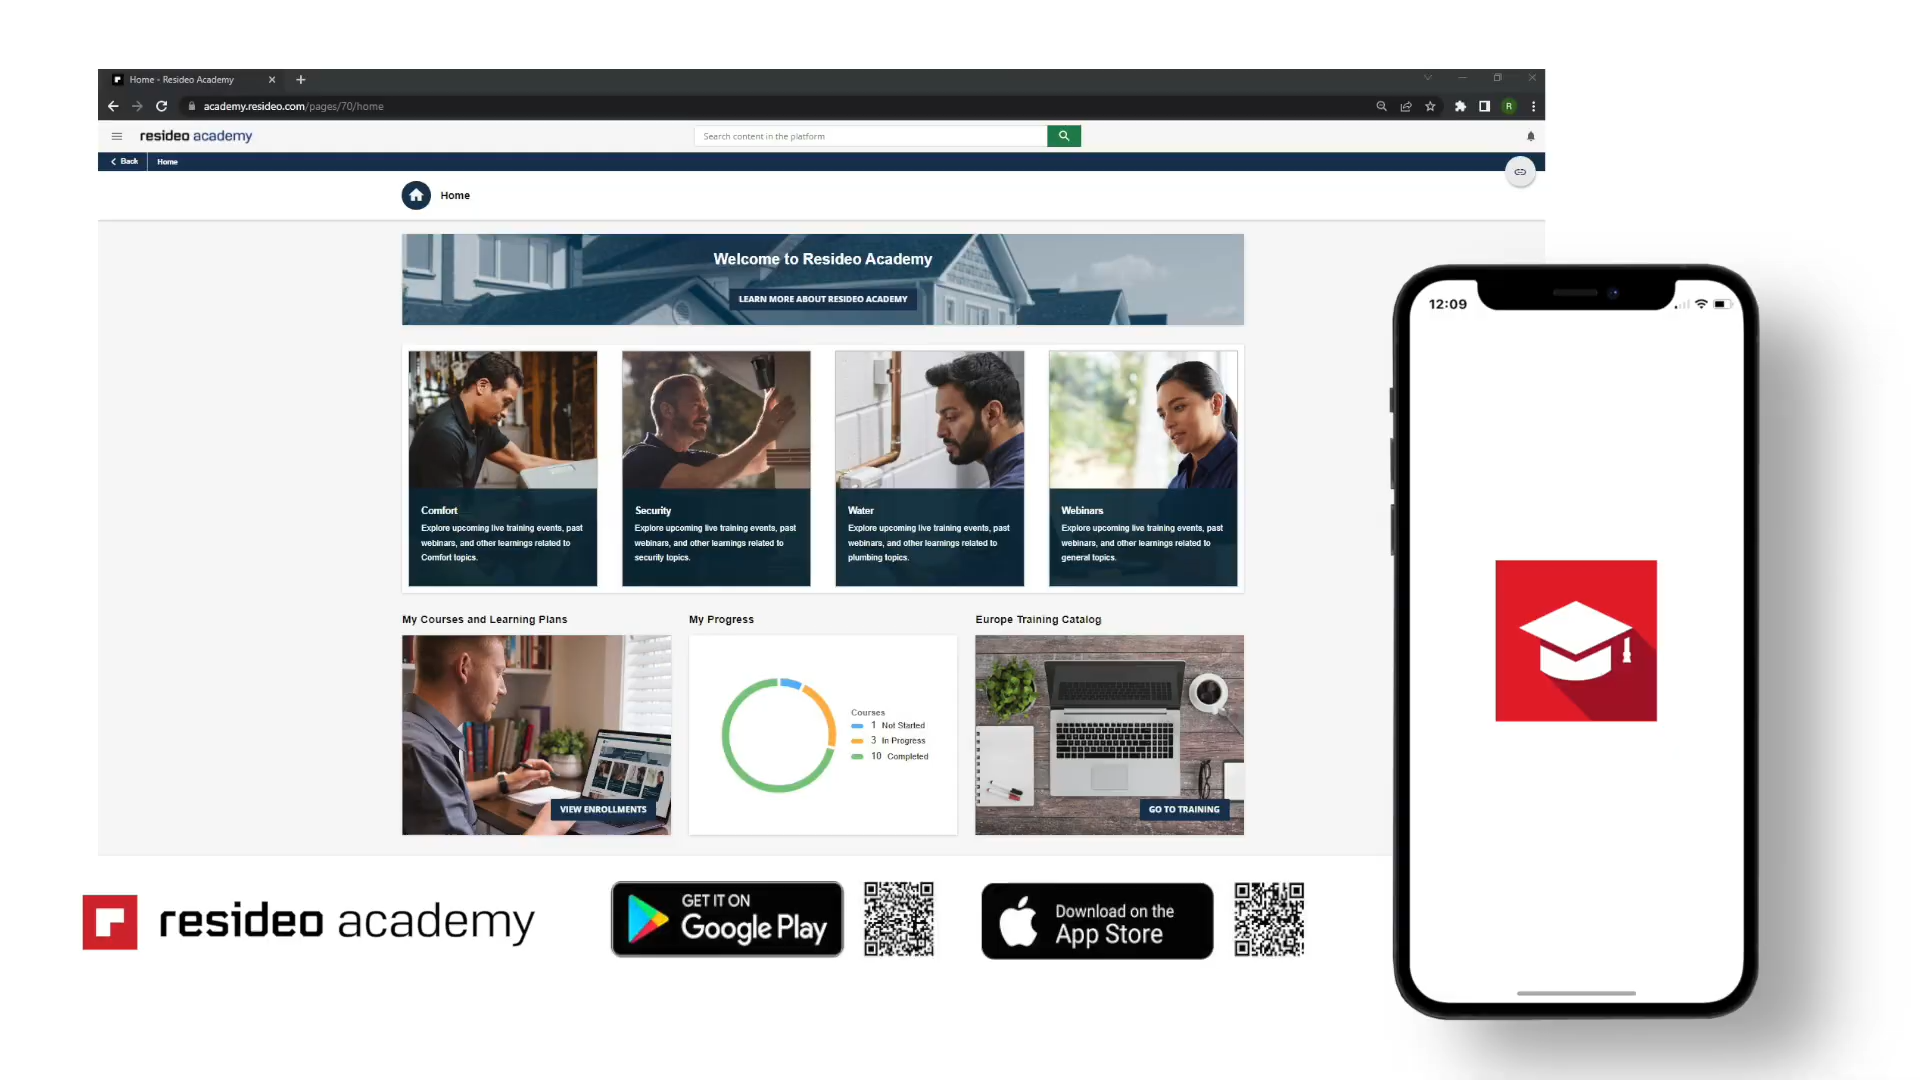 Home - Resideo Academy
academy.resideo.com/pages/70/home
R
resideo academy
Search content in the platform
Back
Home
Home
Welcome to Resideo Academy
LEARN MORE ABOUT RESIDEO ACADEMY
Comfort
Explore upcoming live training events, past
webinars, and other learnings related to
Comfort topics.
Security
Explore upcoming live training events, past
webinars, and other learnings related to
security topics.
Water
Explore upcoming live training events, past
webinars, and other learnings related to
plumbing topics.
Webinars
Explore upcoming live training events, past
webinars, and other learnings related to
general topics.
My Courses and Learning Plans
VIEW ENROLLMENTS
My Progress
Courses
1 Not Started
3 In Progress
10 Completed
Europe Training Catalog
GO TO TRAINING
12:09
resideo academy
GET IT ON
Google Play
Download on the
App Store